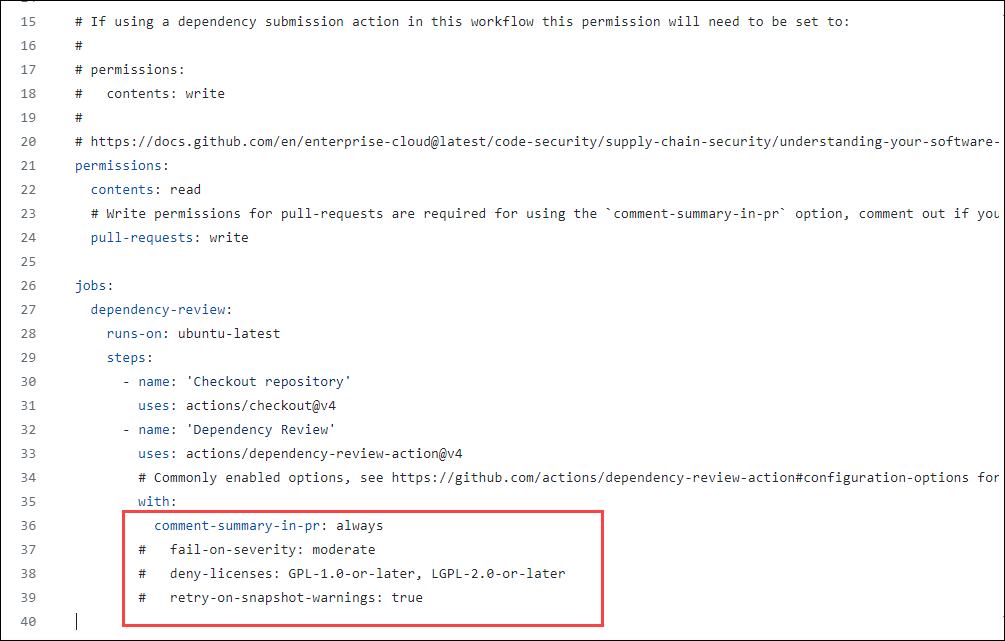 15 # If using a dependency submission action in this workflow this permission will need to be set to:
16 #
17 # permissions:
18 #   contents: write
19 #
20 # https://docs.github.com/en/enterprise-cloud@latest/code-security/supply-chain-security/understanding-your-software-
21 permissions:
22   contents: read
23   # Write permissions for pull-requests are required for using the `comment-summary-in-pr` option, comment out if you
24   pull-requests: write
25
26 jobs:
27   dependency-review:
28     runs-on: ubuntu-latest
29     steps:
30       - name: 'Checkout repository'
31         uses: actions/checkout@v4
32       - name: 'Dependency Review'
33         uses: actions/dependency-review-action@v4
34         # Commonly enabled options, see https://github.com/actions/dependency-review-action#configuration-options for
35         with:
36           comment-summary-in-pr: always
37         #   fail-on-severity: moderate
38         #   deny-licenses: GPL-1.0-or-later, LGPL-2.0-or-later
39         #   retry-on-snapshot-warnings: true
40